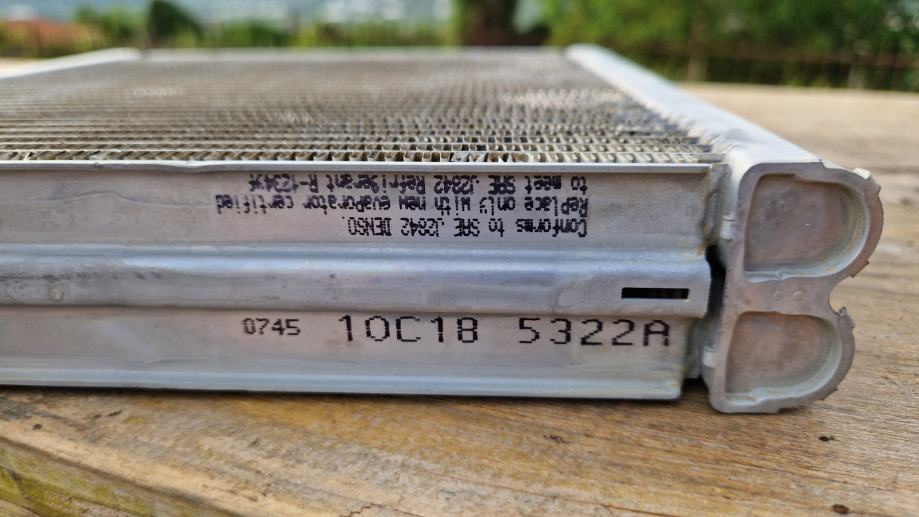 Conforms to SAE J2842 DENSO.
Replace only with new evaporator certified
to meet SAE J2842 Refrigerant R-1234yf
0745 10C18 5322A